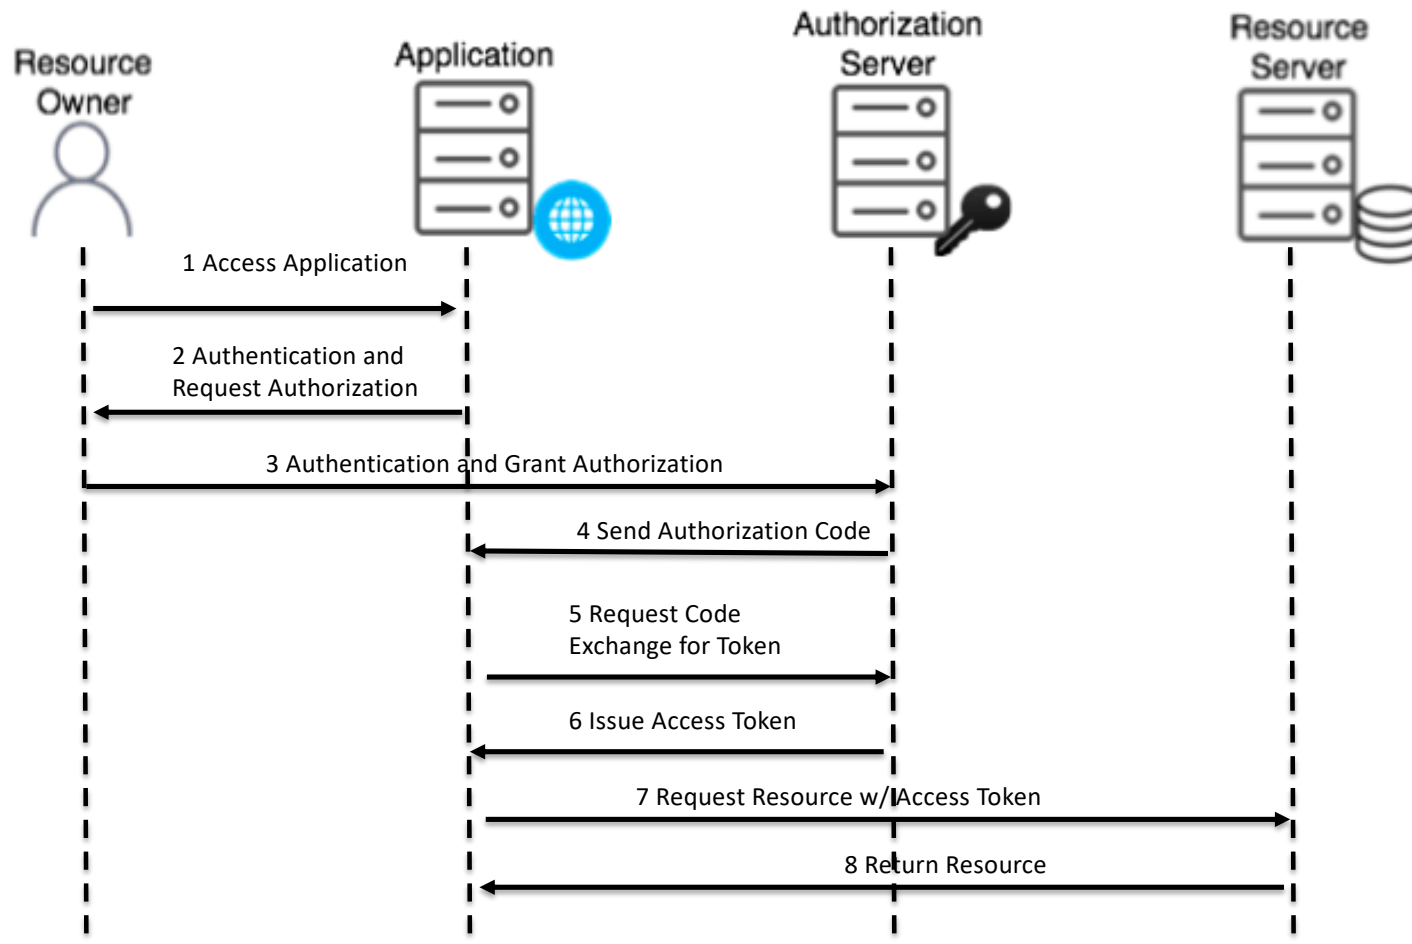 Resource
Owner
Application
Authorization
Server
Resource
Server
1 Access Application
2 Authentication and
Request Authorization
3 Authentication and Grant Authorization
4 Send Authorization Code
5 Request Code
Exchange for Token
6 Issue Access Token
7 Request Resource w/ Access Token
8 Return Resource